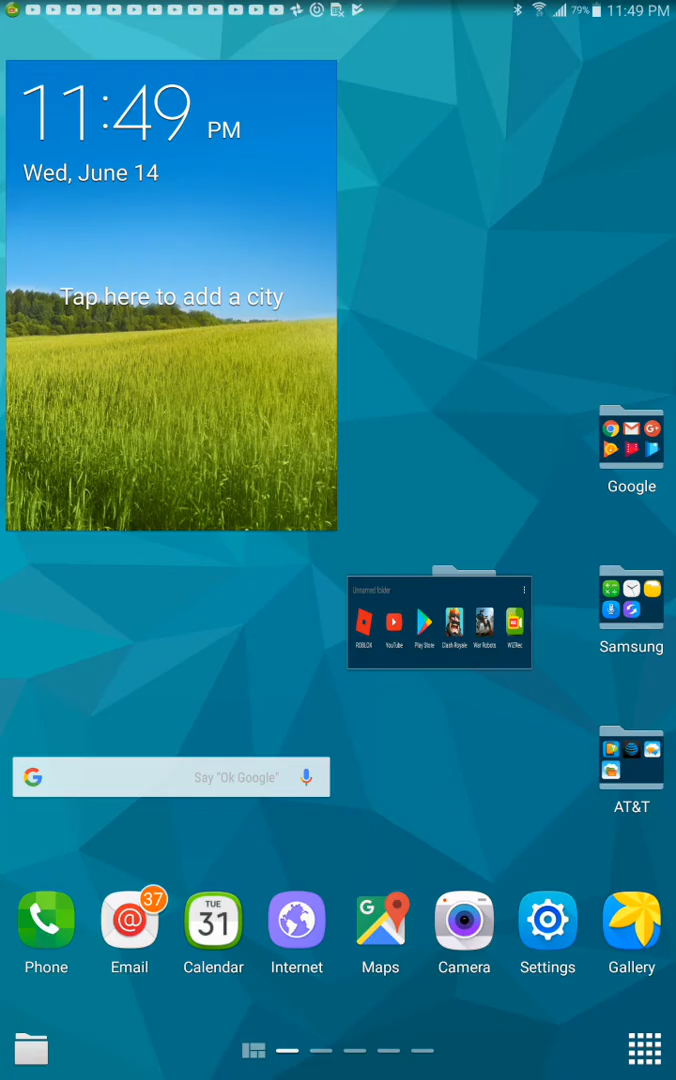 79% 11:49 PM
11:49 PM
Wed, June 14
Tap here to add a city
Google
Unnamed folder
ROBLOX YouTube Play Store Clash Royale War Robots WIZRec
Samsung
G Say "Ok Google"
AT&T
37
TUE
31
G
Phone Email Calendar Internet Maps Camera Settings Gallery